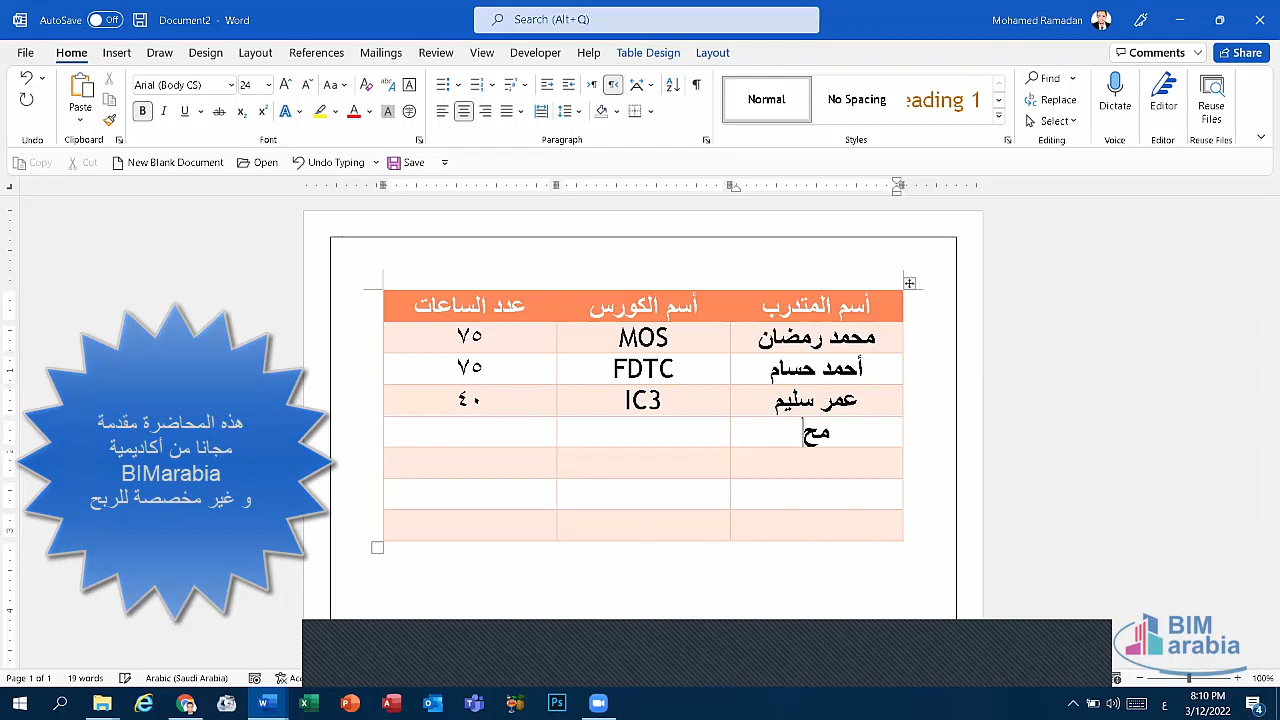 AutoSave Off Document2 - Word Search (Alt+Q) Mohamed Ramadan
File Home Insert Draw Design Layout References Mailings Review View Developer Help Table Design Layout Comments Share
Arial (Body CS) 24 Normal No Spacing eading 1
Paste Find Replace Select Dictate Editor Reuse Files
Undo Clipboard Font Paragraph Styles Editing Voice Editor Reuse Files
Copy Cut New Blank Document Open Undo Typing Save
أسم المتدرب أسم الكورس عدد الساعات
محمد رمضان MOS ٧٥
أحمد حسام FDTC ٧٥
عمر سليم IC3 ٤٠
مح
هذه المحاضرة مقدمة
مجانا من أكاديمية
BIMarabia
و غير مخصصة للربح
BIM
arabia
Page 1 of 1 19 words Arabic (Saudi Arabia) Acc 100%
8:10 PM
3/12/2022